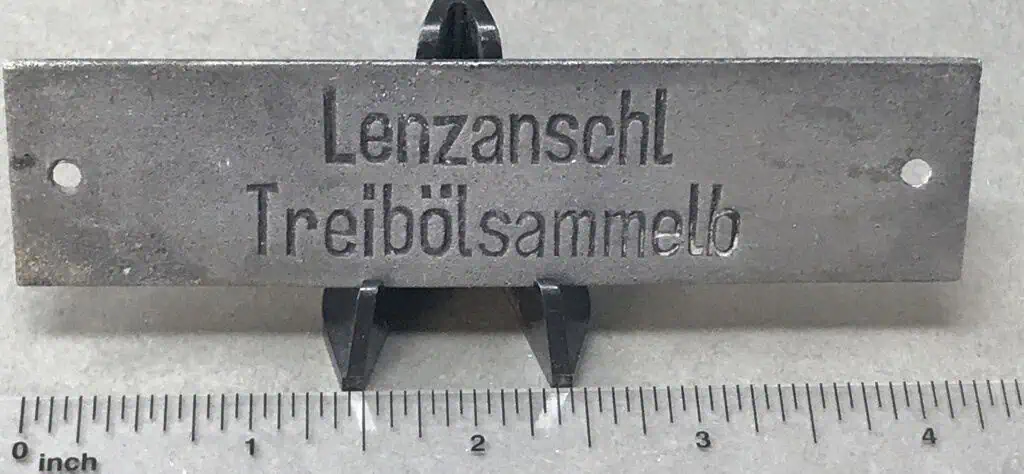 Lenzanschl
Treibölsammelb
0 1 2 3 4
inch